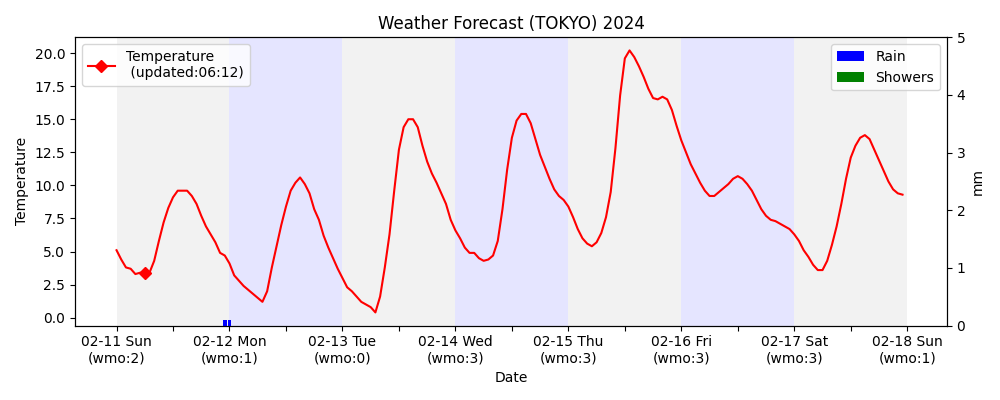 Weather Forecast (TOKYO) 2024
Temperature
(updated:06:12)
Rain
Showers
20.0
17.5
15.0
12.5
10.0
7.5
5.0
2.5
0.0
Temperature
5
4
3
2
1
0
mm
02-11 Sun
(wmo:2)
02-12 Mon
(wmo:1)
02-13 Tue
(wmo:0)
02-14 Wed
(wmo:3)
02-15 Thu
(wmo:3)
02-16 Fri
(wmo:3)
02-17 Sat
(wmo:3)
02-18 Sun
(wmo:1)
Date